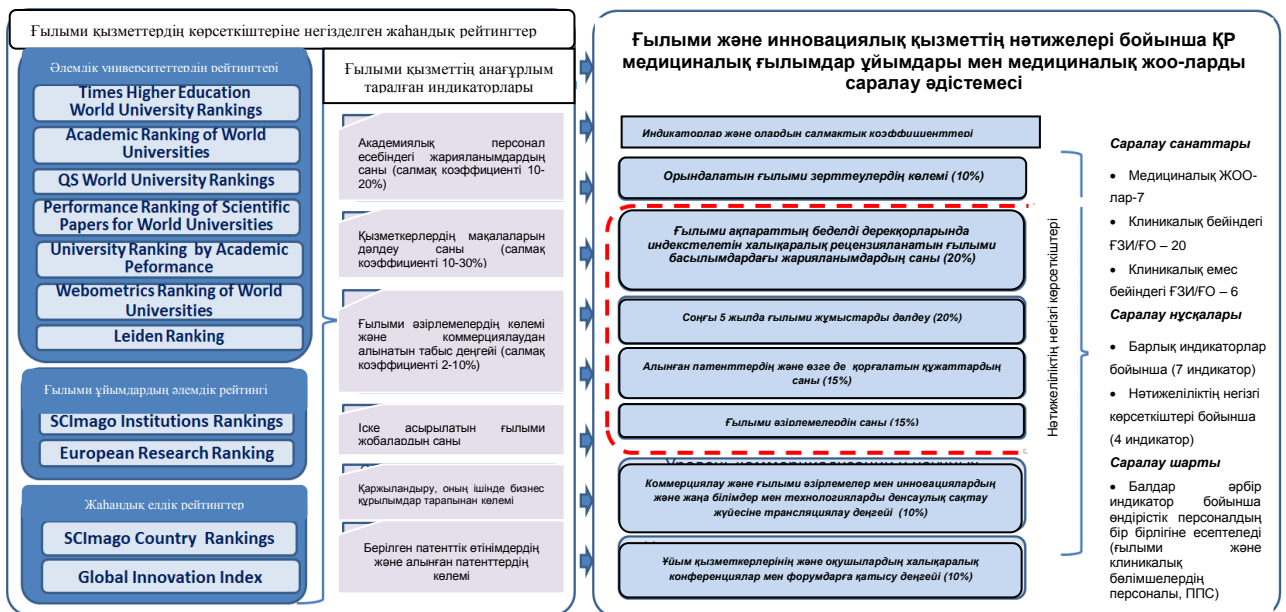 Ғылыми қызметтердің көрсеткіштеріне негізделген жаһандық рейтингтер
Әлемдік университеттердің рейтингтері
Times Higher Education
World University Rankings
Academic Ranking of World
Universities
QS World University Rankings
Performance Ranking of Scientific
Papers for World Universities
University Ranking by Academic
Peformance
Webometrics Ranking of World
Universities
Leiden Ranking
Ғылыми ұйымдардың әлемдік рейтингі
SCImago Institutions Rankings
European Research Ranking
Жаһандық елдік рейтингтер
SCImago Country Rankings
Global Innovation Index
Ғылыми қызметтің анағұрлым
таралған индикаторлары
Академиялық персонал
есебіндегі жарияланымдардың
саны (салмақ коэффициенті 10-
20%)
Қызметкерлердің мақалаларын
дәлдеу саны (салмақ
коэффициенті 10-30%)
Ғылыми әзірлемелердің көлемі
және коммерциялаудан
алынатын табыс деңгейі (салмақ
коэффициенті 2-10%)
Іске асырылатын ғылыми
жобалардың саны
Қаржыландыру, оның ішінде бизнес
құрылымдар тарапынан көлемі
Берілген патенттік өтінімдердің
және алынған патенттердің
көлемі
Ғылыми және инновациялық қызметтің нәтижелері бойынша ҚР
медициналық ғылымдар ұйымдары мен медициналық жоо-ларды
саралау әдістемесі
Индикаторлар және олардын салмактык коэффишенттері
Орындалатын ғылыми зерттеулердің көлемі (10%)
Ғылыми ақпараттың беделді дерекқорларында
индекстелетін халықаралық рецензияланатын ғылыми
басылымдардағы жарияланымдардың саны (20%)
Соңғы 5 жылда ғылыми жұмыстарды дәлдеу (20%)
Алынған патенттердің және өзге де қорғалатын құжаттардың
саны (15%)
Ғылыми әзірлемелердің саны (15%)
Коммерциялау және ғылыми әзірлемелер мен инновациялардың
және жаңа білімдер мен технологияларды денсаулық сақтау
жүйесіне трансляциялау деңгейі (10%)
Ұйым қызметкерлерінің және оқушылардың халықаралық
конференциялар мен форумдарға қатысу деңгейі (10%)
Нәтижеліліктің негізгі көрсеткіштері
Саралау санаттары
• Медициналық ЖОО-
лар-7
• Клиникалық бейіндегі
ҒЗИ/ҒО – 20
• Клиникалық емес
бейіндегі ҒЗИ/ҒО – 6
Саралау нұсқалары
• Барлық индикаторлар
бойынша (7 индикатор)
• Нәтижеліліктің негізгі
көрсеткіштері бойынша
(4 индикатор)
Саралау шарты
• Балдар әрбір
индикатор бойынша
өндірістік персоналдың
бір бірлігіне есептеледі
(ғылыми және
клиникалық
бөлімшелердің
персоналы, ППС)